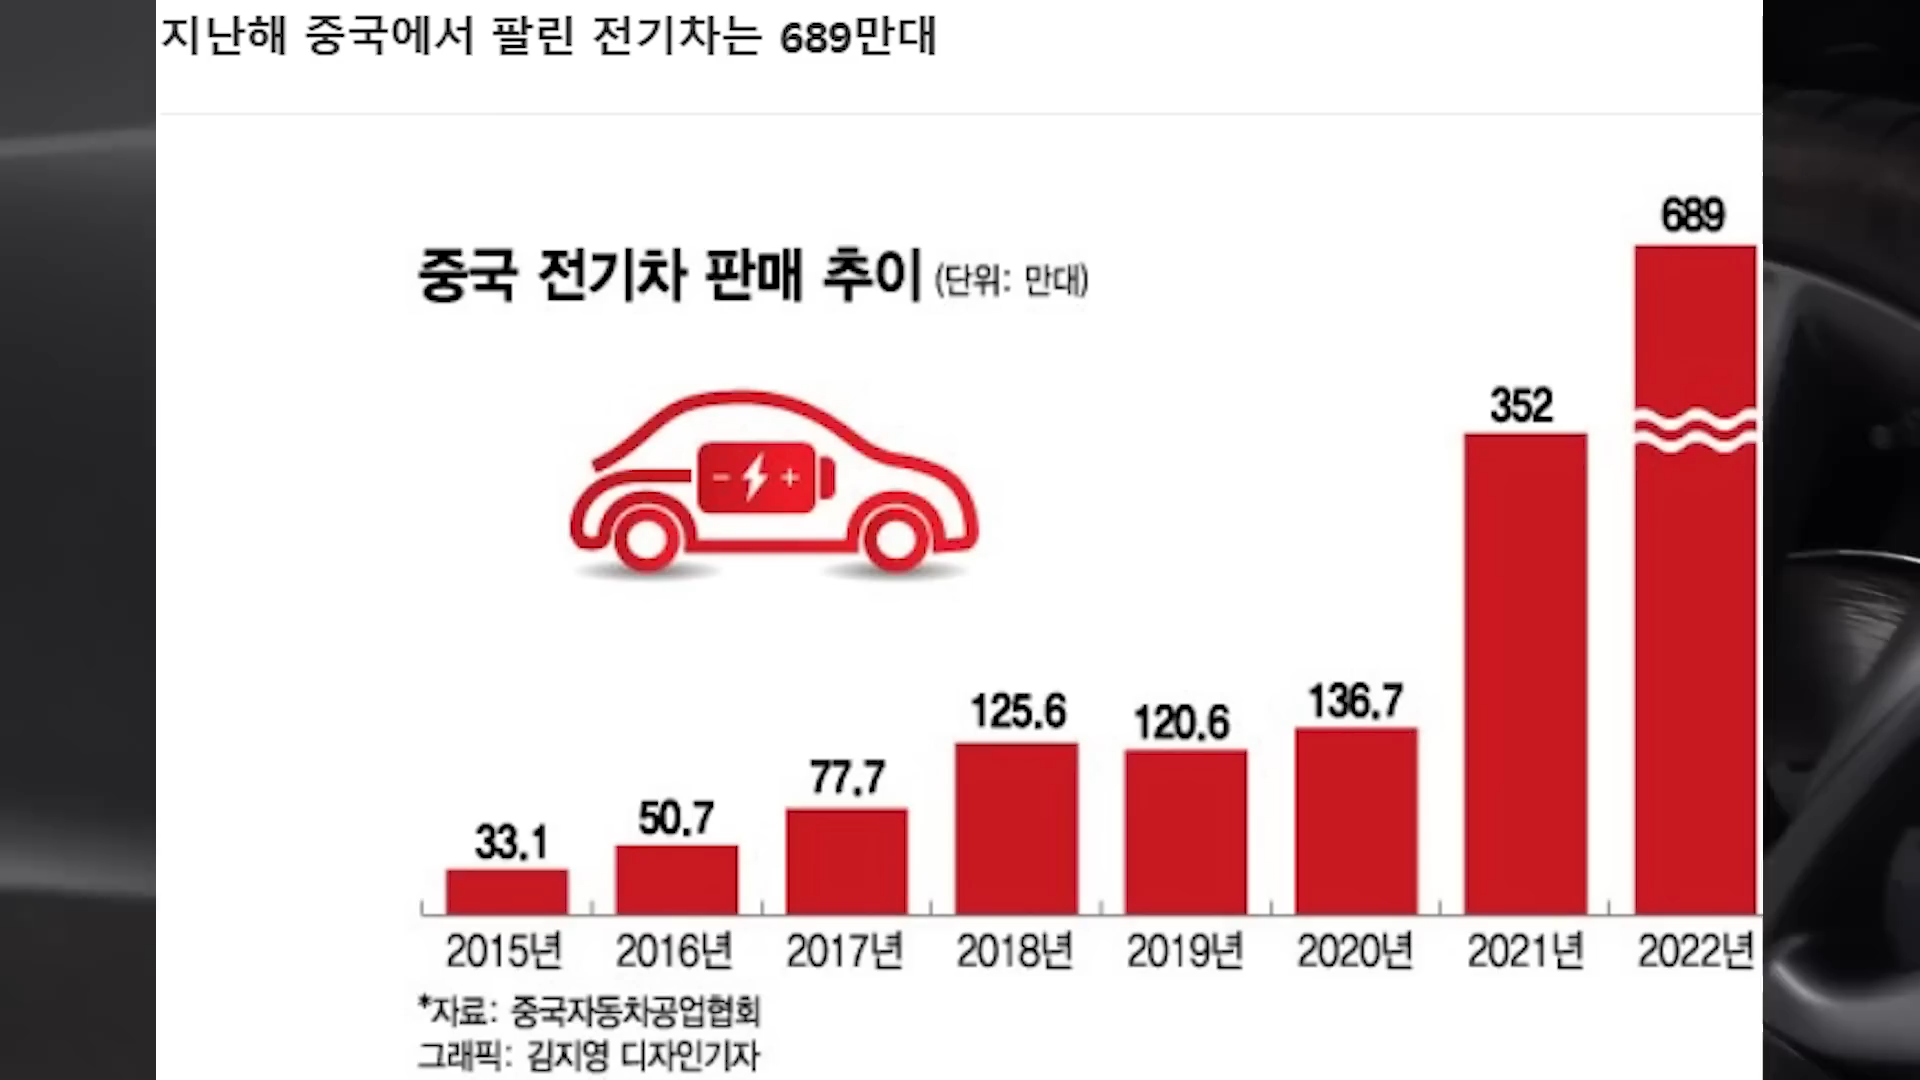 지난해 중국에서 팔린 전기차는 689만대
중국 전기차 판매 추이 (단위: 만대)
33.1
50.7
77.7
125.6
120.6
136.7
352
689
2015년 2016년 2017년 2018년 2019년 2020년 2021년 2022년
*자료: 중국자동차공업협회
그래픽: 김지영 디자인기자